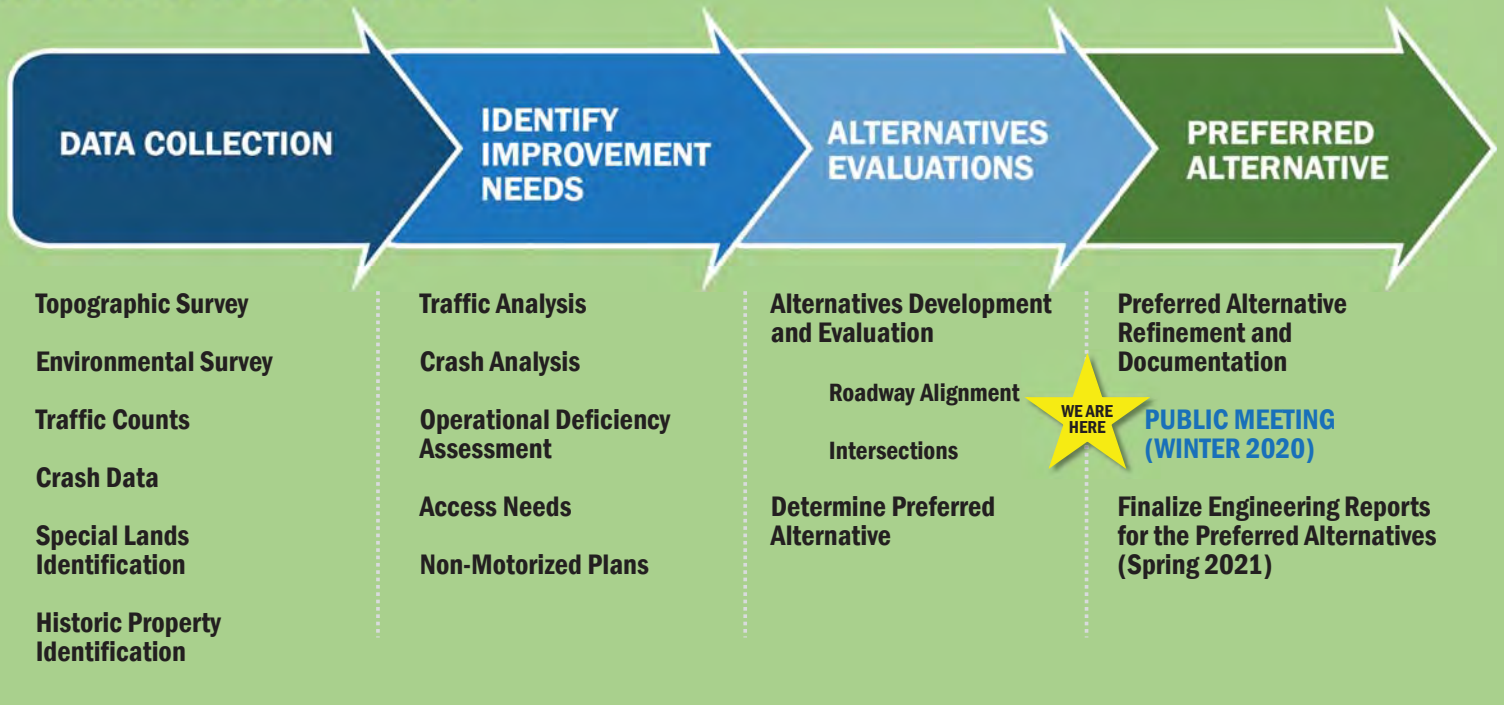 DATA COLLECTION
IDENTIFY
IMPROVEMENT
NEEDS
ALTERNATIVES
EVALUATIONS
PREFERRED
ALTERNATIVE
Topographic Survey
Environmental Survey
Traffic Counts
Crash Data
Special Lands
Identification
Historic Property
Identification
Traffic Analysis
Crash Analysis
Operational Deficiency
Assessment
Access Needs
Non-Motorized Plans
Alternatives Development
and Evaluation
Roadway Alignment
Intersections
Determine Preferred
Alternative
WE ARE
HERE
Preferred Alternative
Refinement and
Documentation
PUBLIC MEETING
(WINTER 2020)
Finalize Engineering Reports
for the Preferred Alternatives
(Spring 2021)